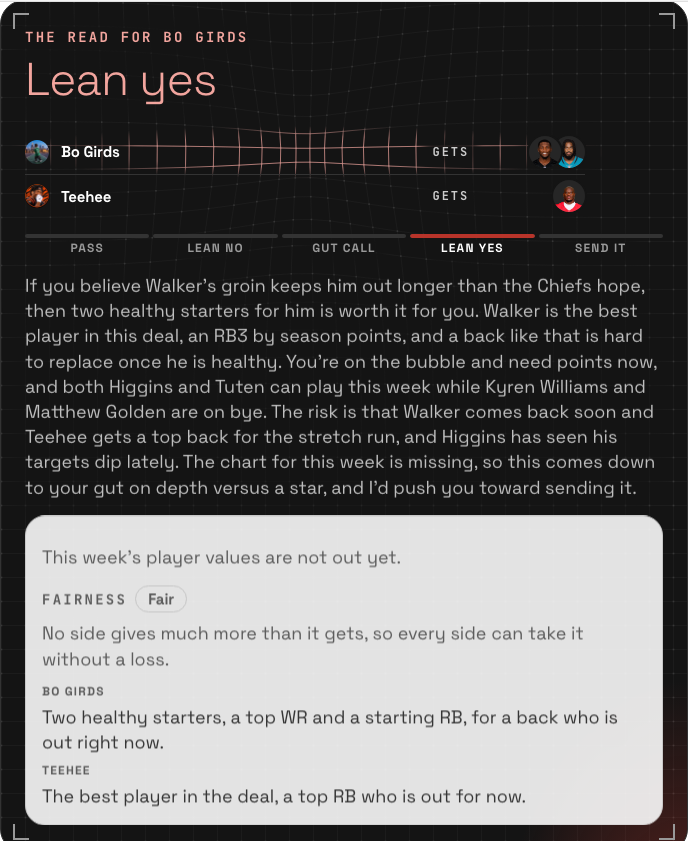 THE READ FOR BO GIRDS
Lean yes
Bo Girds GETS
Teehee GETS
PASS LEAN NO GUT CALL LEAN YES SEND IT
If you believe Walker's groin keeps him out longer than the Chiefs hope,
then two healthy starters for him is worth it for you. Walker is the best
player in this deal, an RB3 by season points, and a back like that is hard
to replace once he is healthy. You're on the bubble and need points now,
and both Higgins and Tuten can play this week while Kyren Williams and
Matthew Golden are on bye. The risk is that Walker comes back soon and
Teehee gets a top back for the stretch run, and Higgins has seen his
targets dip lately. The chart for this week is missing, so this comes down
to your gut on depth versus a star, and I'd push you toward sending it.
This week's player values are not out yet.
FAIRNESS Fair
No side gives much more than it gets, so every side can take it
without a loss.
BO GIRDS
Two healthy starters, a top WR and a starting RB, for a back who is
out right now.
TEEHEE
The best player in the deal, a top RB who is out for now.